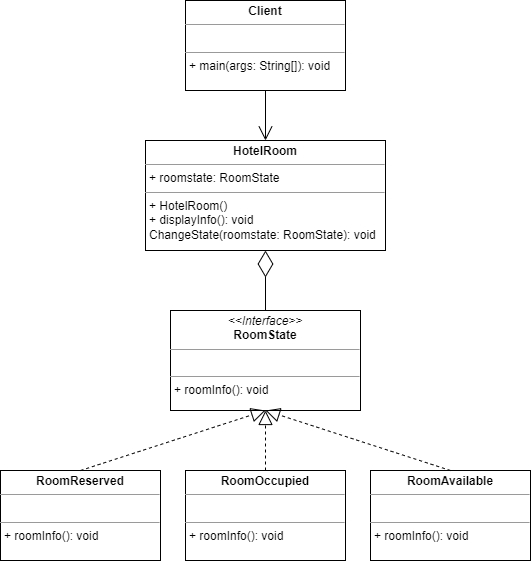 Client
+ main(args: String[]): void
HotelRoom
+ roomstate: RoomState
+ HotelRoom()
+ displayInfo(): void
ChangeState(roomstate: RoomState): void
<<Interface>>
RoomState
+ roomInfo(): void
RoomReserved
+ roomInfo(): void
RoomOccupied
+ roomInfo(): void
RoomAvailable
+ roomInfo(): void